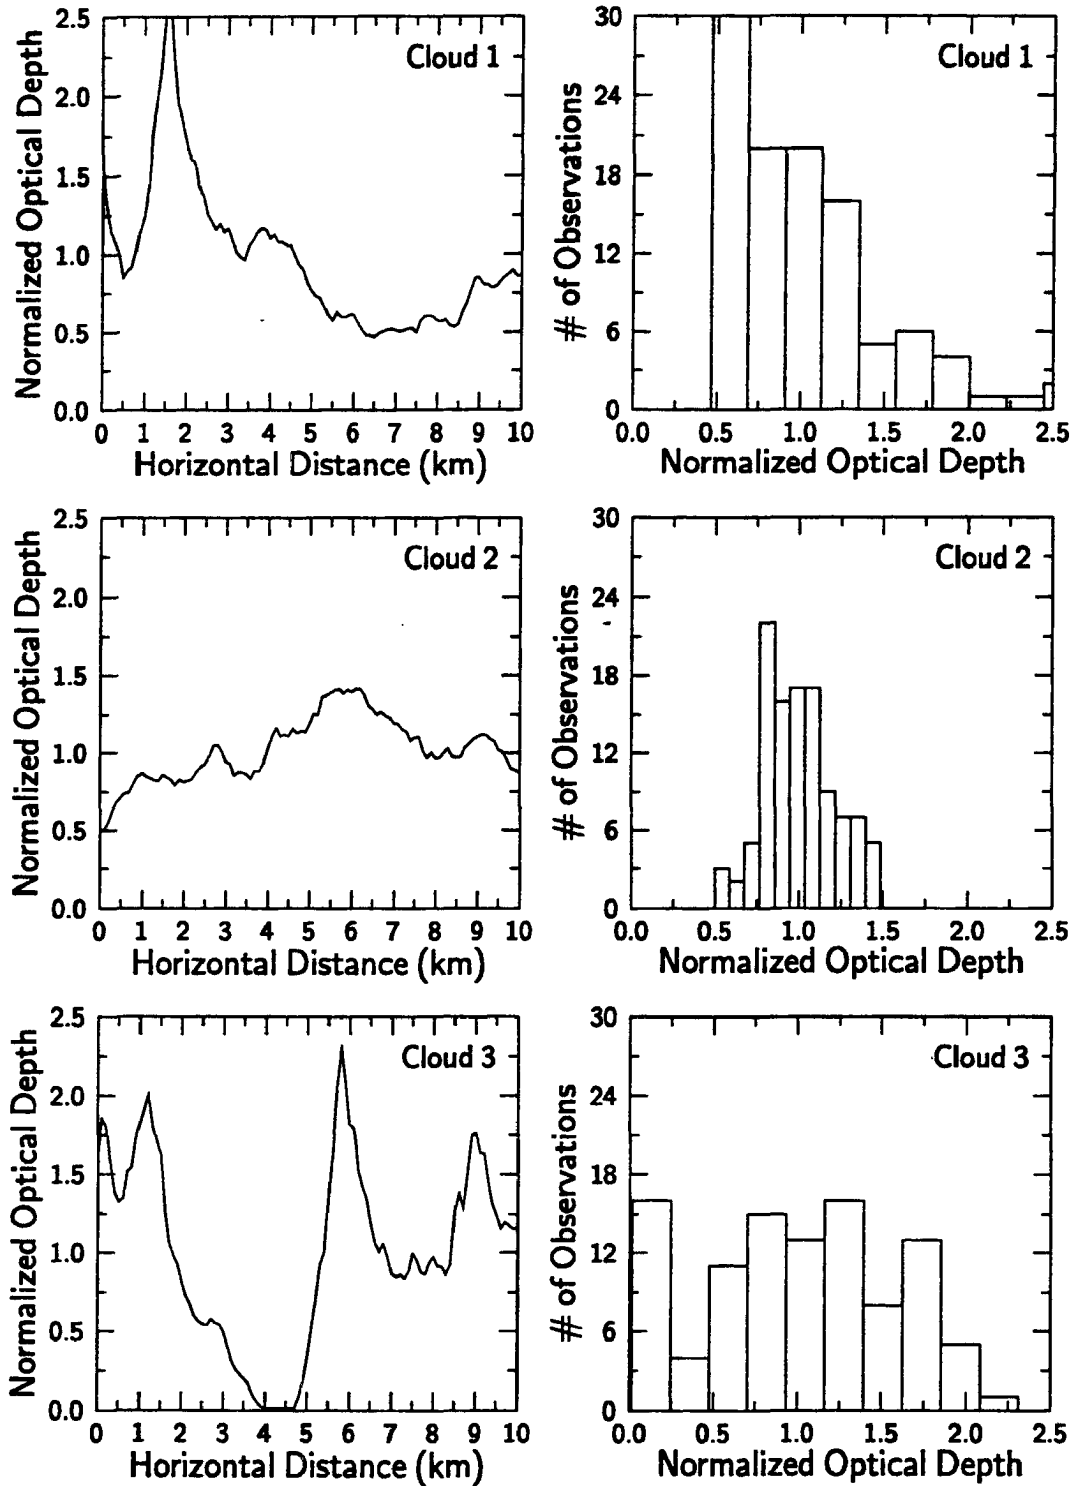 2.5
2.0
1.5
1.0
0.5
0.0
Normalized Optical Depth
Cloud 1
0 1 2 3 4 5 6 7 8 9 10
Horizontal Distance (km)
30
24
18
12
6
0
# of Observations
Cloud 1
0.0 0.5 1.0 1.5 2.0 2.5
Normalized Optical Depth
2.5
2.0
1.5
1.0
0.5
0.0
Normalized Optical Depth
Cloud 2
0 1 2 3 4 5 6 7 8 9 10
Horizontal Distance (km)
30
24
18
12
6
0
# of Observations
Cloud 2
0.0 0.5 1.0 1.5 2.0 2.5
Normalized Optical Depth
2.5
2.0
1.5
1.0
0.5
0.0
Normalized Optical Depth
Cloud 3
0 1 2 3 4 5 6 7 8 9 10
Horizontal Distance (km)
30
24
18
12
6
0
# of Observations
Cloud 3
0.0 0.5 1.0 1.5 2.0 2.5
Normalized Optical Depth